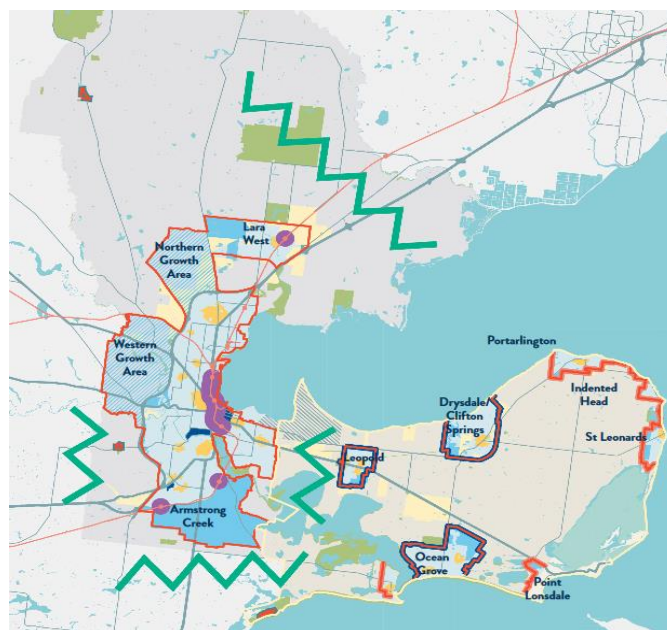 Lara
West
Northern
Growth
Area
Western
Growth
Area
Portarlington
Indented
Head
Drysdale/
Clifton
Springs
St Leonards
Leopold
Armstrong
Creek
Ocean
Grove
Point
Lonsdale